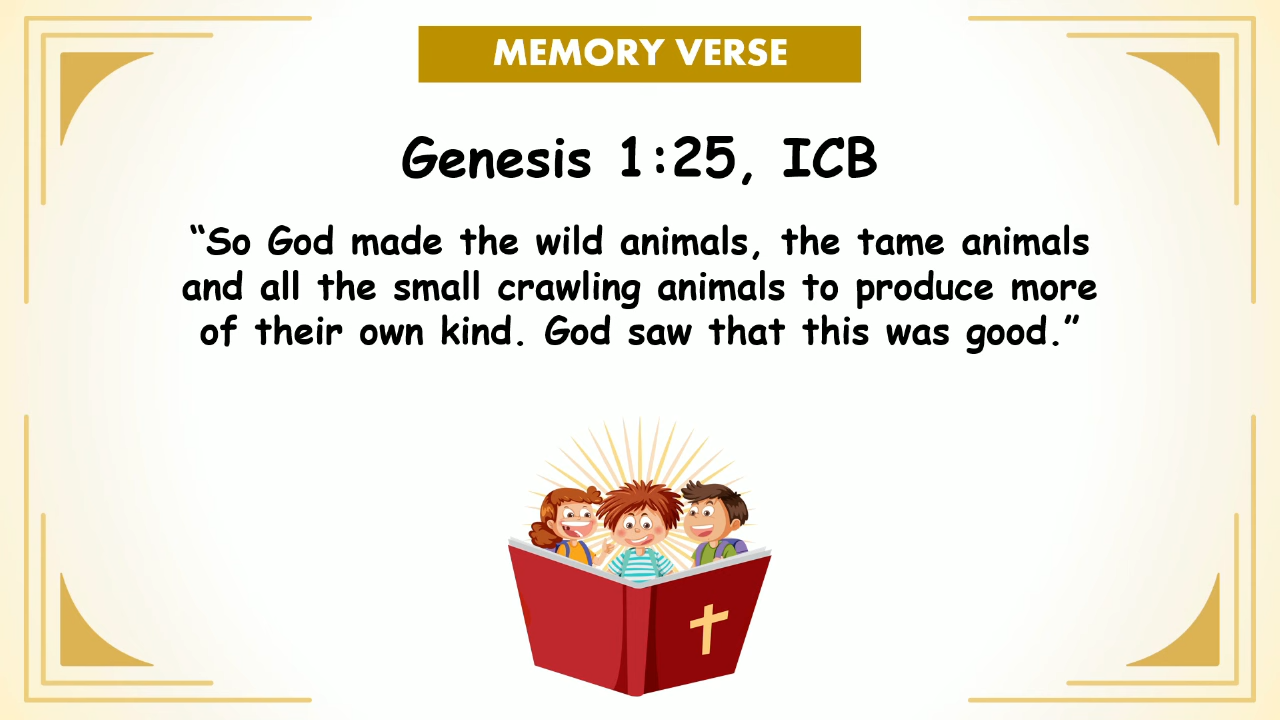 MEMORY VERSE
Genesis 1:25, ICB
“So God made the wild animals, the tame animals
and all the small crawling animals to produce more
of their own kind. God saw that this was good.”